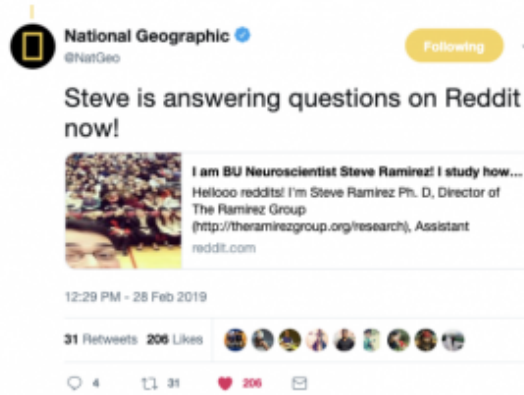 National Geographic
@NatGeo
Following
Steve is answering questions on Reddit
now!
I am BU Neuroscientist Steve Ramirez! I study how...
Hellooo reddits! I'm Steve Ramirez Ph. D, Director of
The Ramirez Group
(http://theramirezgroup.org/research), Assistant
reddit.com
12:29 PM - 28 Feb 2019
31 Retweets 206 Likes
4 31 206